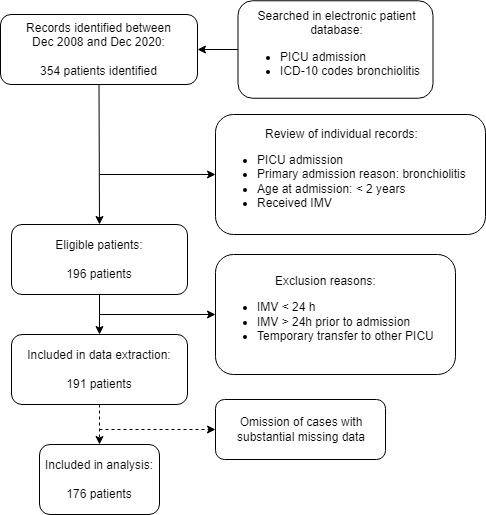 Records identified between
Dec 2008 and Dec 2020:
354 patients identified
Searched in electronic patient
database:
• PICU admission
• ICD-10 codes bronchiolitis
Review of individual records:
• PICU admission
• Primary admission reason: bronchiolitis
• Age at admission: < 2 years
• Received IMV
Eligible patients:
196 patients
Exclusion reasons:
• IMV < 24 h
• IMV > 24h prior to admission
• Temporary transfer to other PICU
Included in data extraction:
191 patients
Omission of cases with
substantial missing data
Included in analysis:
176 patients